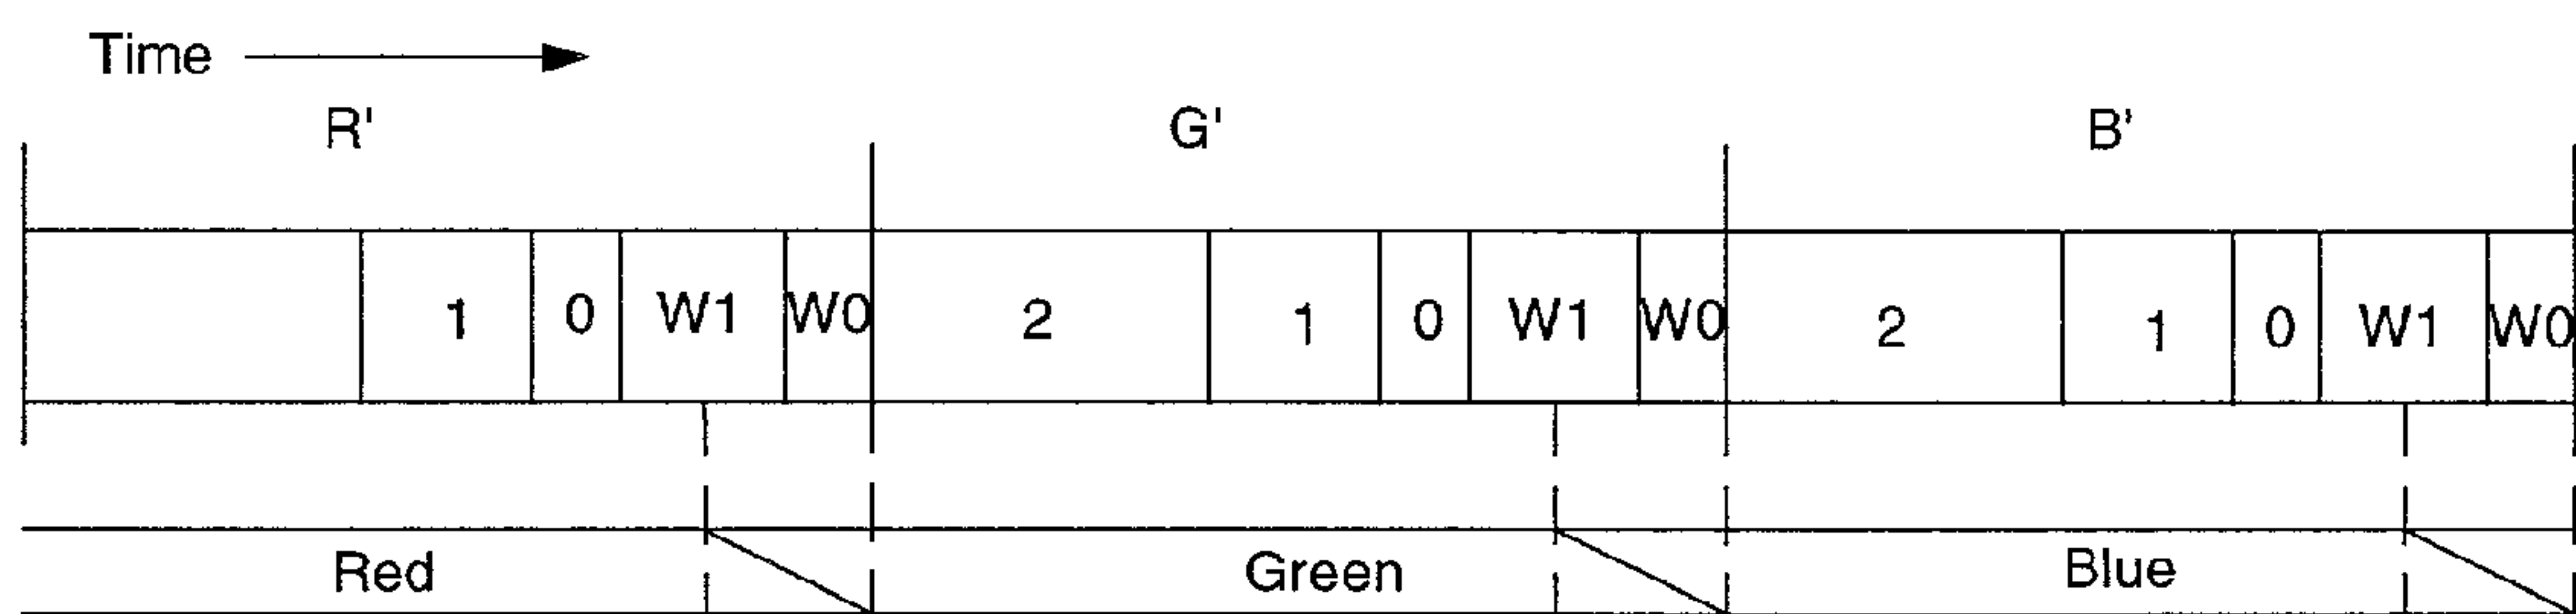 Time
R' G' B'
1 0 W1 W0 2 1 0 W1 W0 2 1 0 W1 W0
Red Green Blue